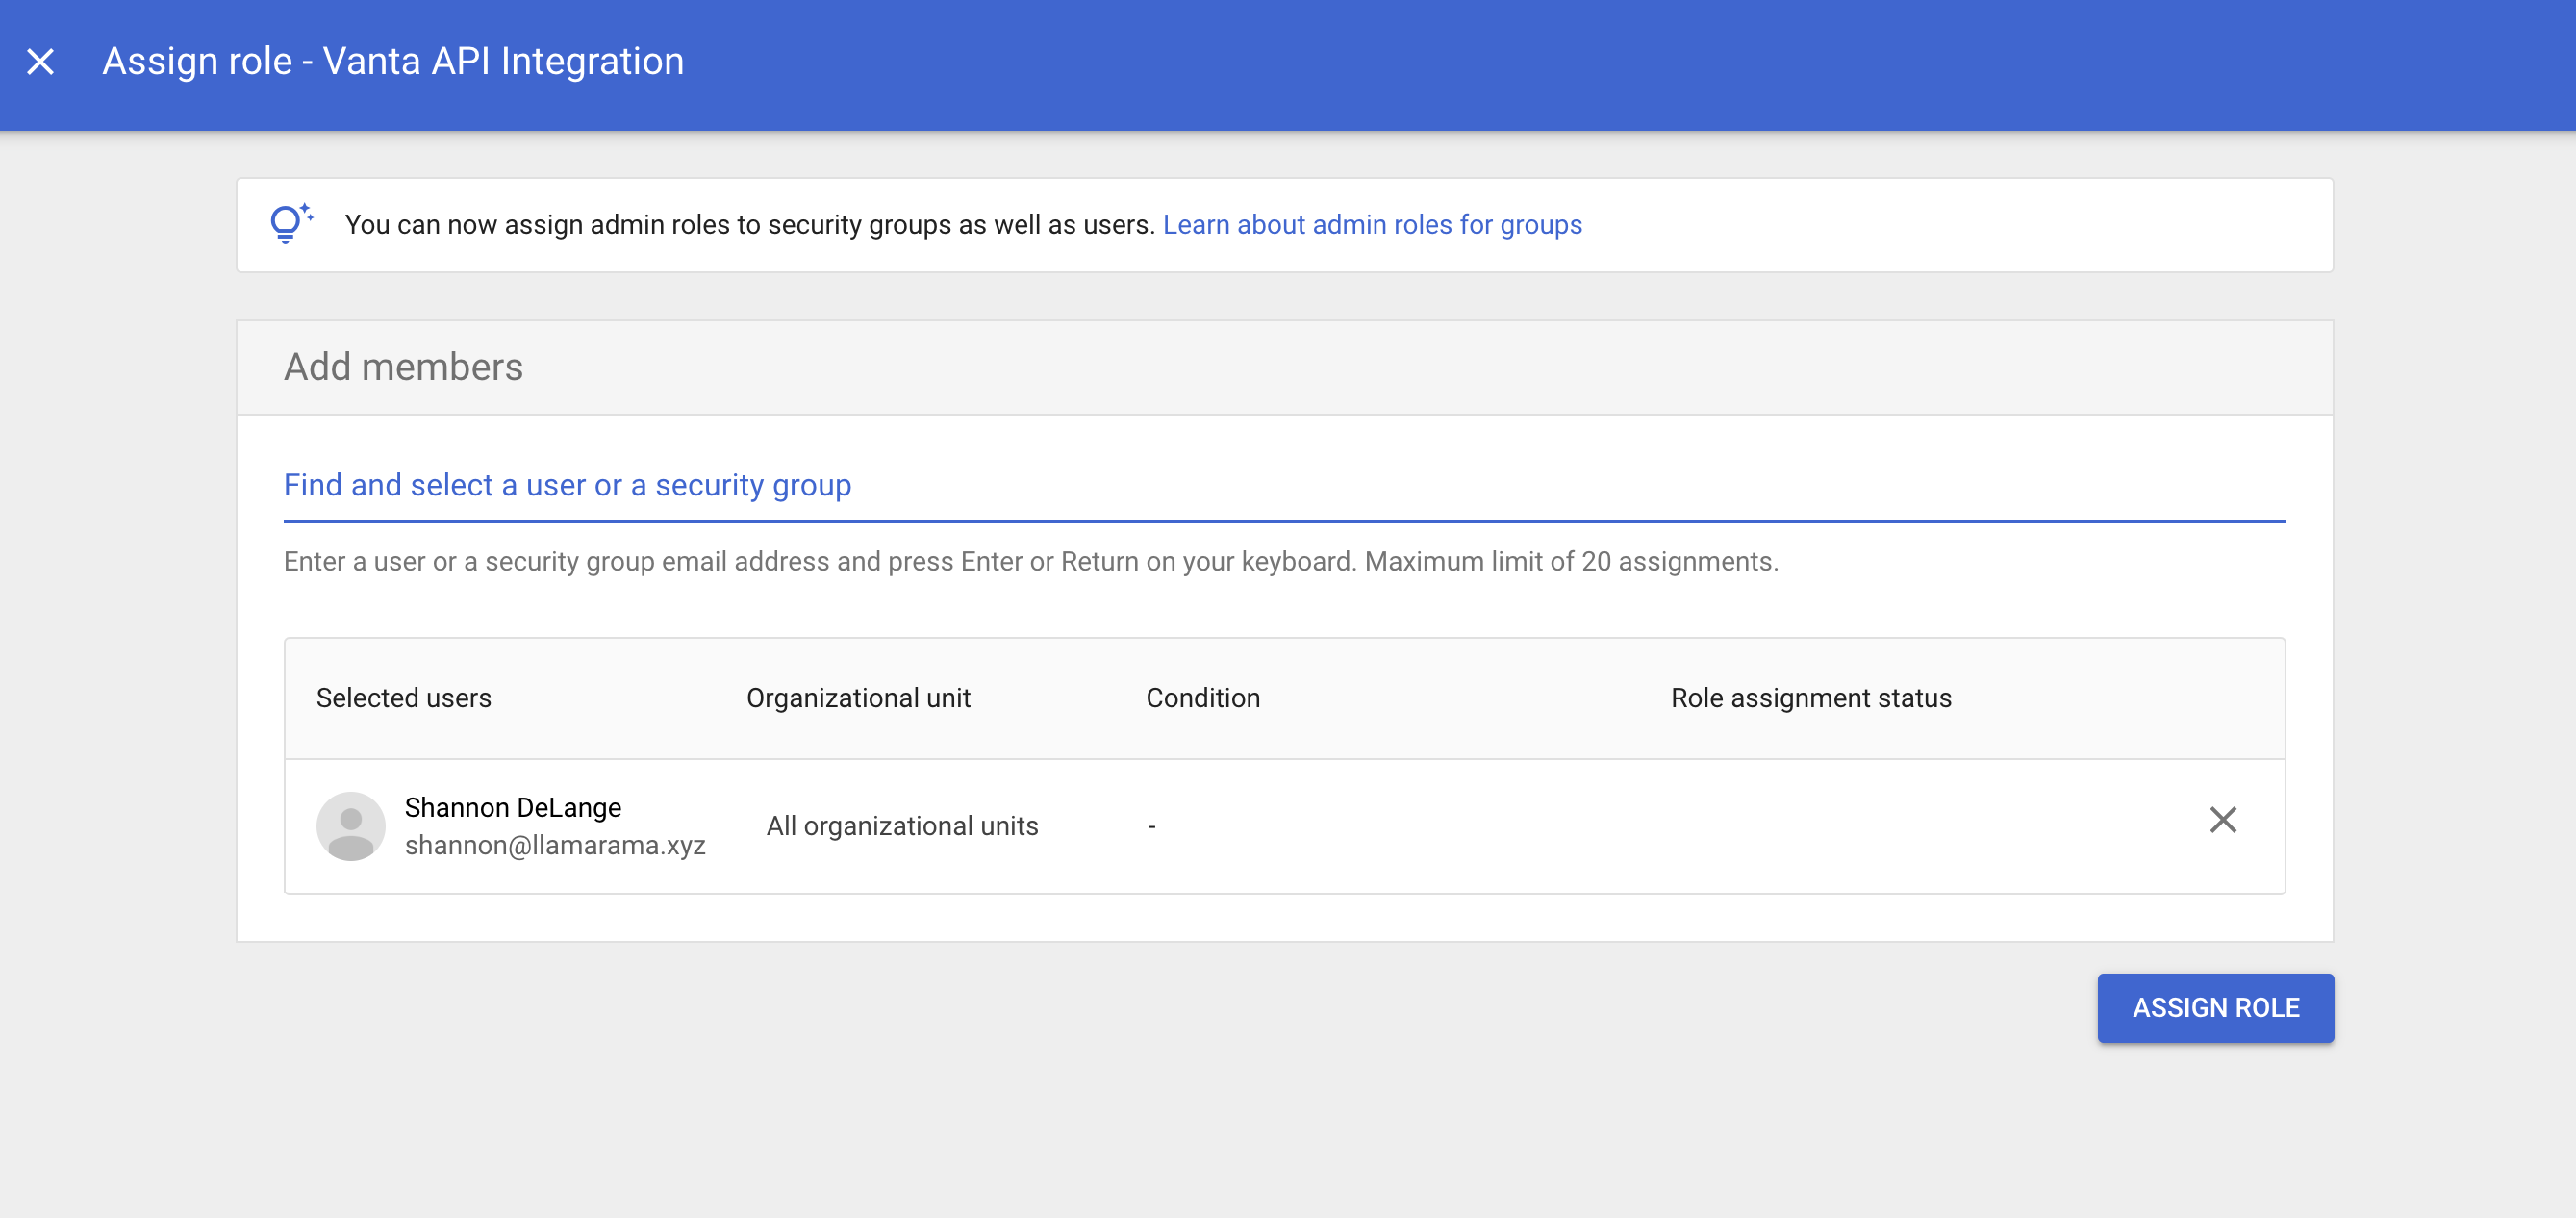 Assign role - Vanta API Integration
You can now assign admin roles to security groups as well as users. Learn about admin roles for groups
Add members
Find and select a user or a security group
Enter a user or a security group email address and press Enter or Return on your keyboard. Maximum limit of 20 assignments.
Selected users Organizational unit Condition Role assignment status
Shannon DeLange
shannon@llamarama.xyz
All organizational units -
ASSIGN ROLE